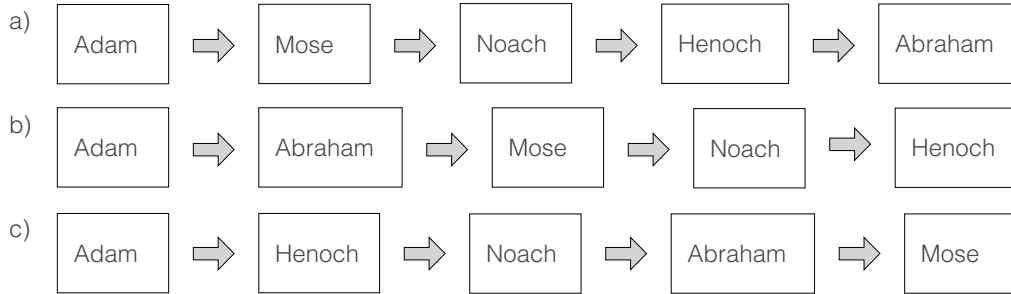 a) Adam Mose Noach Henoch Abraham
b) Adam Abraham Mose Noach Henoch
c) Adam Henoch Noach Abraham Mose